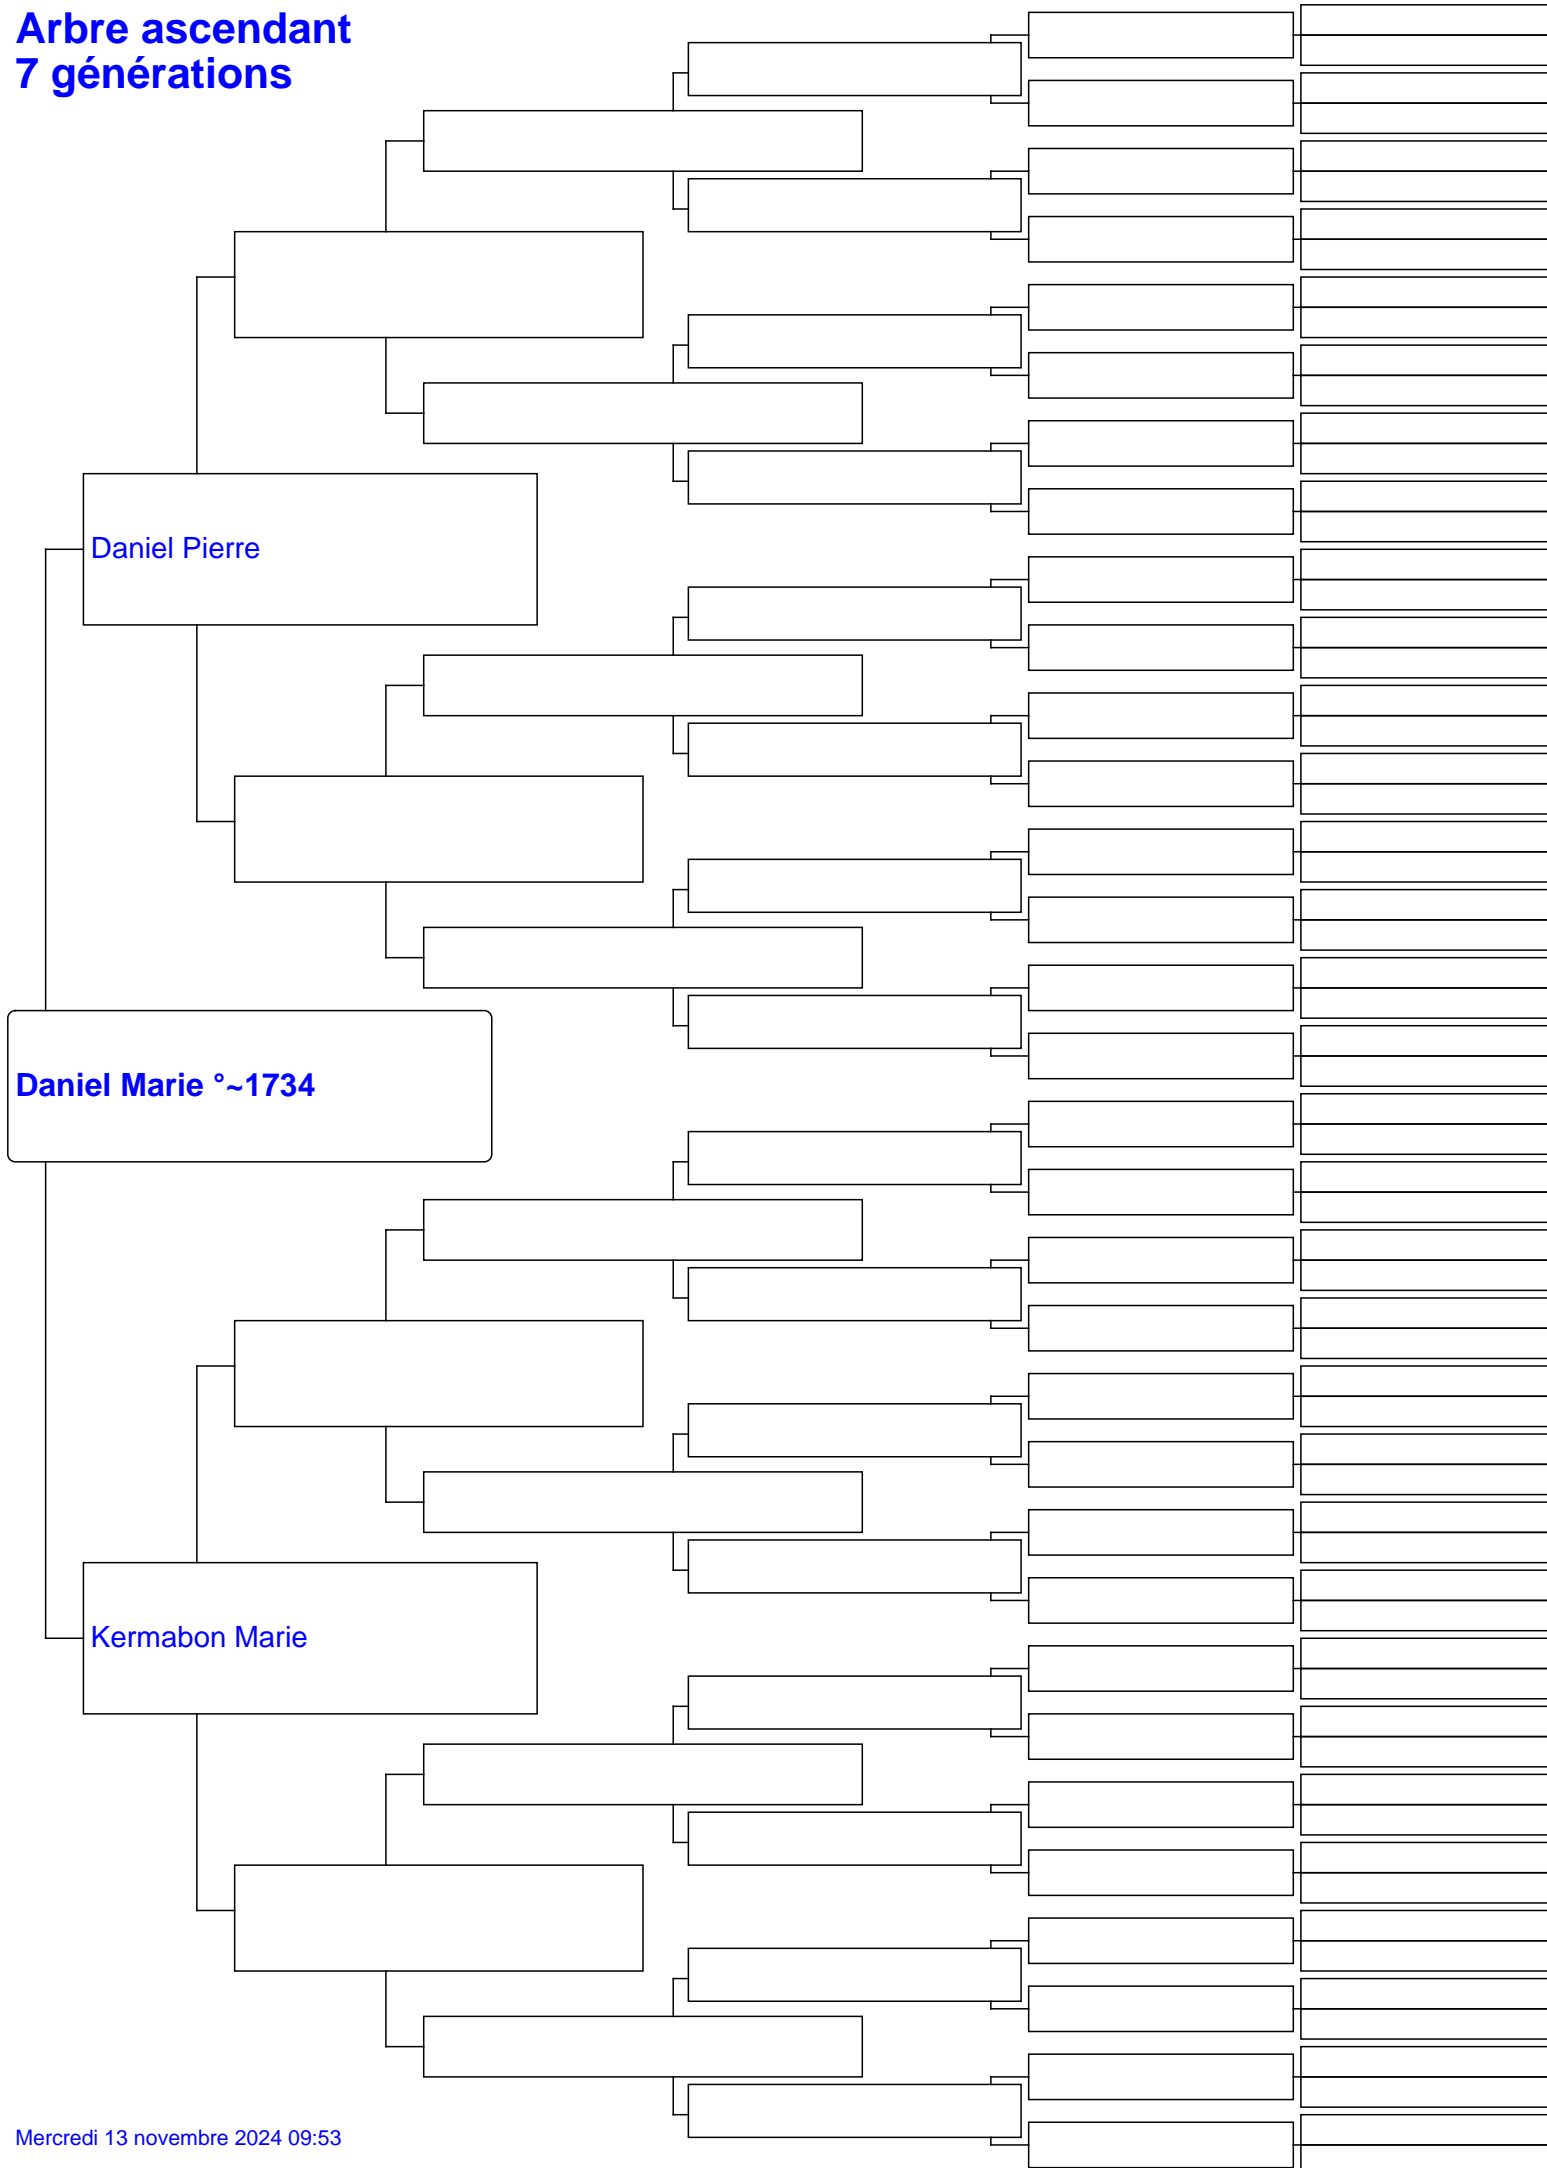 Arbre ascendant
7 générations
Daniel Pierre
Daniel Marie °~1734
Kermabon Marie
Mercredi 13 novembre 2024 09:53